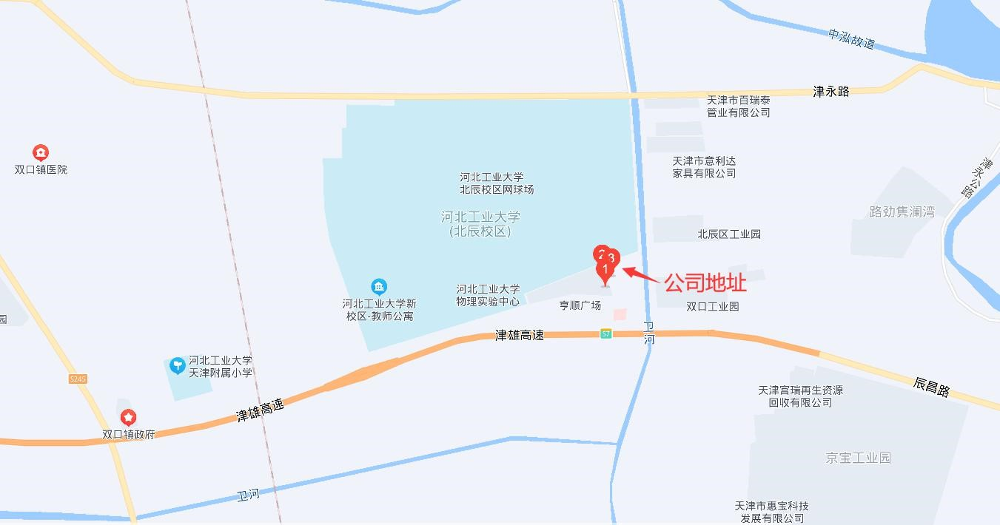 中泓故道
津永路
天津市百瑞泰
管业有限公司
双口镇医院
天津市意利达
家具有限公司
津永公路
河北工业大学
北辰校区网球场
河北工业大学
(北辰校区)
路劲隽澜湾
北辰区工业园
2
3
1
公司地址
河北工业大学新
校区-教师公寓
河北工业大学
物理实验中心
亨顺广场
双口工业园
园
津雄高速
S7
卫河
河北工业大学
天津附属小学
S245
辰昌路
天津宫瑞再生资源
回收有限公司
津雄高速
双口镇政府
京宝工业园
卫河
天津市惠宝科技
发展有限公司